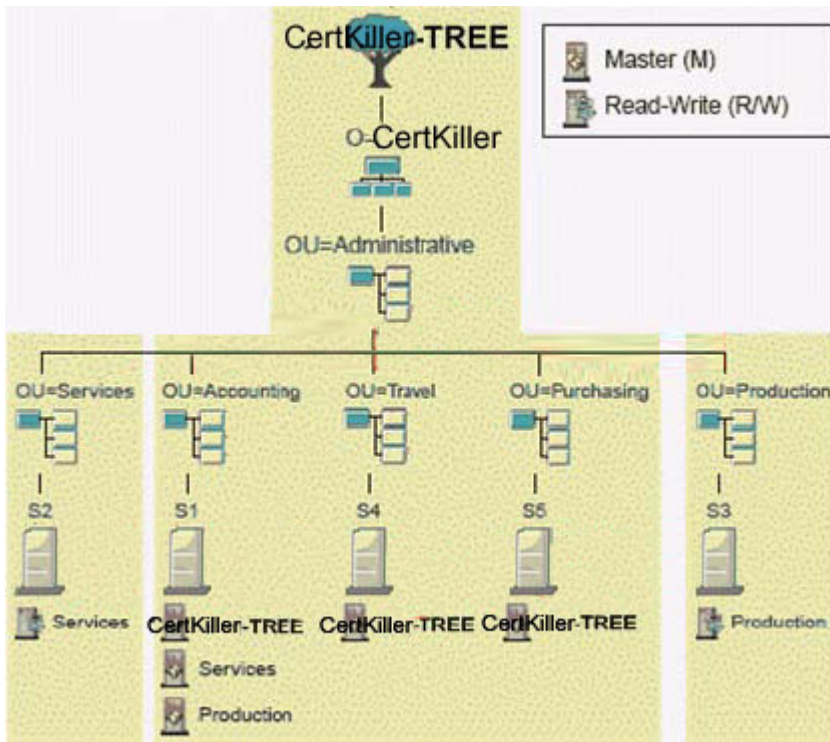 CertKiller-TREE
Master (M)
Read-Write (R/W)
O-CertKiller
OU=Administrative
OU=Services OU=Accounting OU=Travel OU=Purchasing OU=Production
S2 S1 S4 S5 S3
Services CertKiller-TREE CertKiller-TREE CertKiller-TREE Production
Services
Production